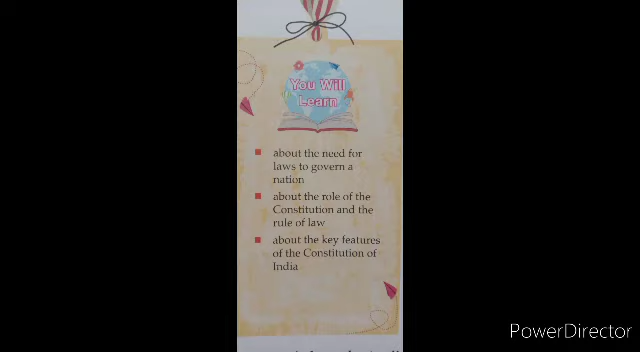 You Will
Learn
about the need for
laws to govern a
nation
about the role of the
Constitution and the
rule of law
about the key features
of the Constitution of
India
PowerDirector